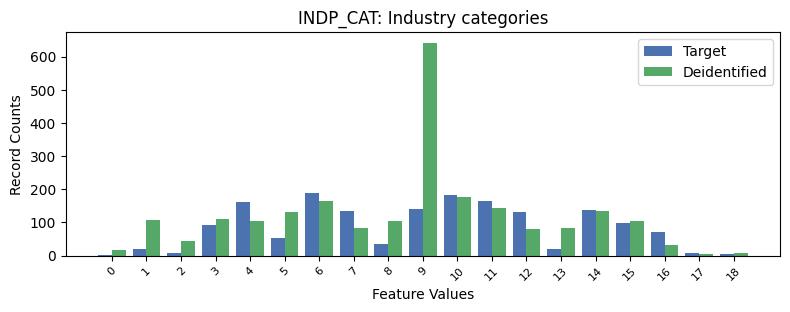 INDP_CAT: Industry categories
Target
Deidentified
Record Counts
600
500
400
300
200
100
0
0 1 2 3 4 5 6 7 8 9 10 11 12 13 14 15 16 17 18
Feature Values